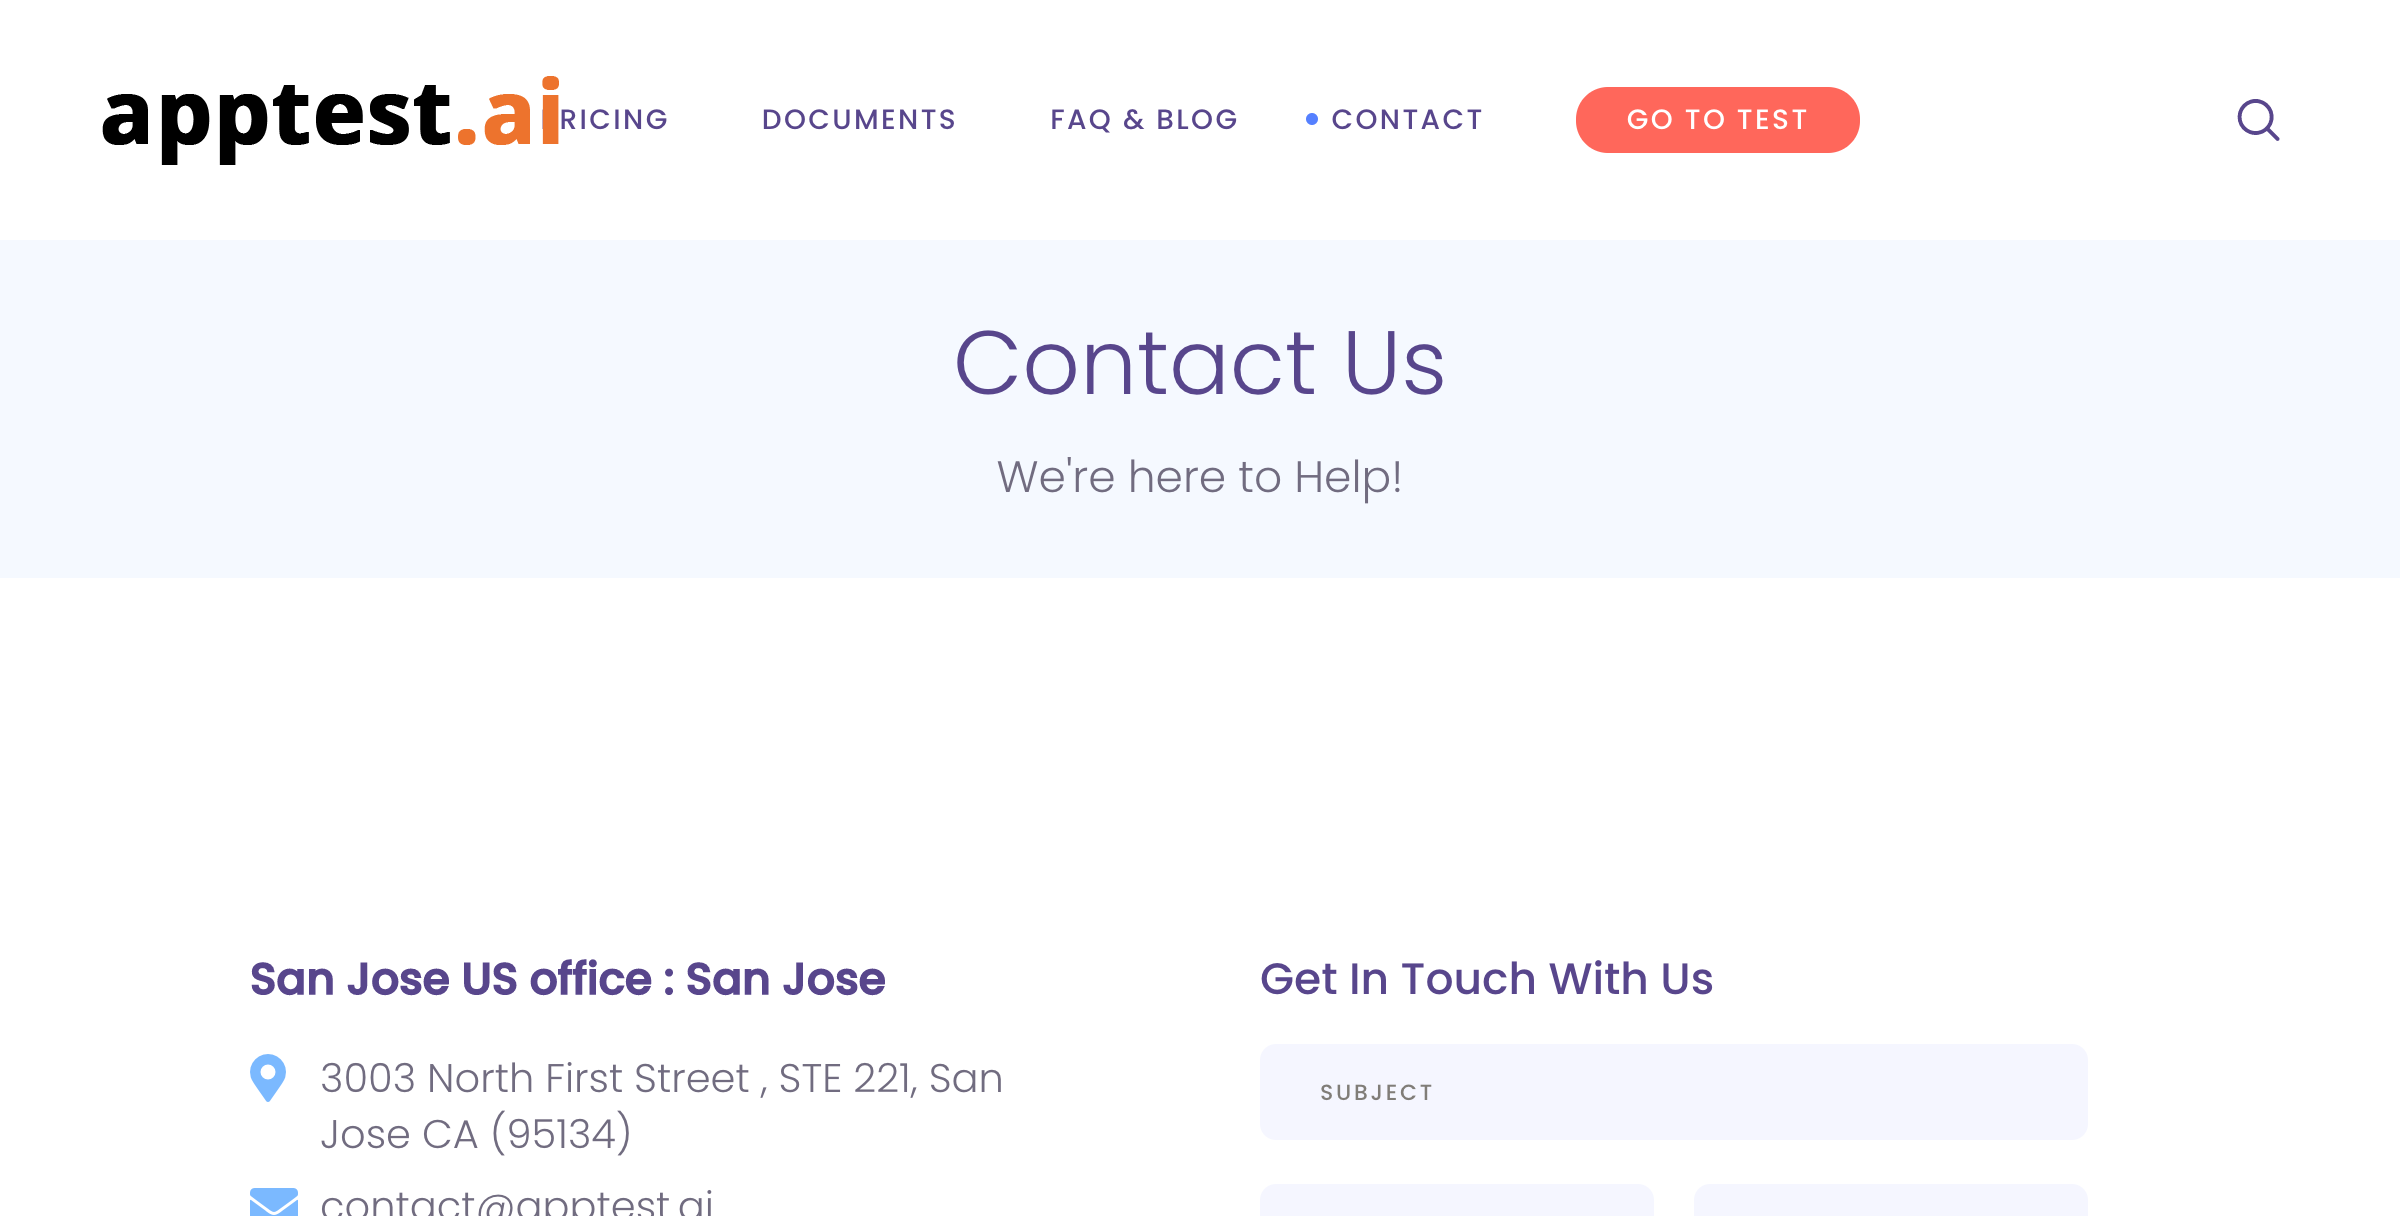 apptest.ai
PRICING DOCUMENTS FAQ & BLOG CONTACT GO TO TEST
Contact Us
We're here to Help!
San Jose US office : San Jose
3003 North First Street , STE 221, San
Jose CA (95134)
contact@apptest.ai
Get In Touch With Us
SUBJECT